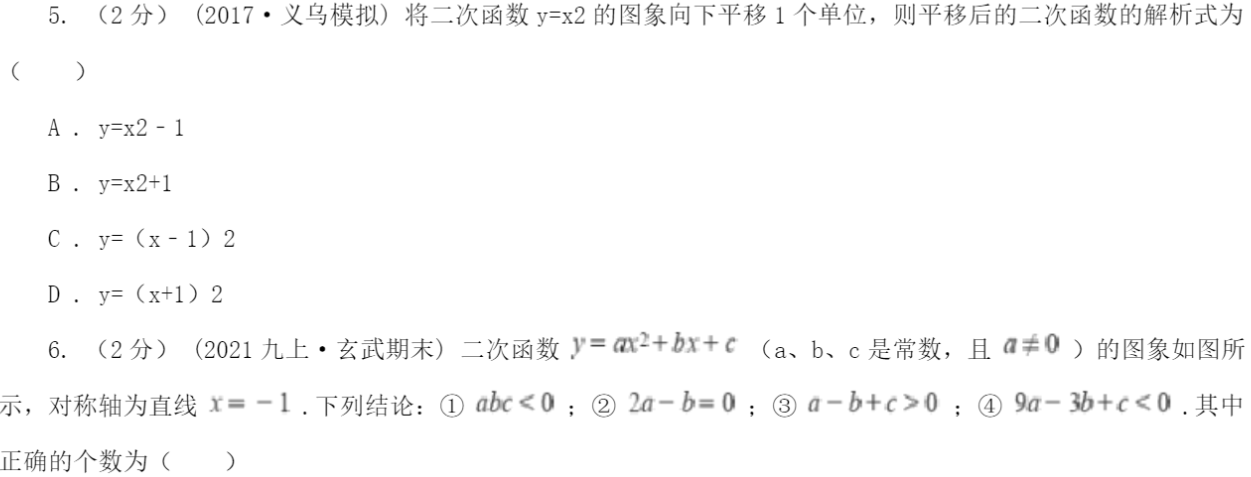 5. （2 分） (2017·义乌模拟) 将二次函数 y=x2 的图象向下平移 1 个单位，则平移后的二次函数的解析式为
（  ）
A ． y=x2﹣1
B ． y=x2+1
C ． y=（x﹣1）2
D ． y=（x+1）2
6. （2 分） (2021 九上·玄武期末) 二次函数 y=ax²+bx+c （a、b、c 是常数，且 a≠0 ）的图象如图所
示，对称轴为直线 x=－1 .下列结论：① abc<0 ；② 2a－b=0 ；③ a－b+c>0 ；④ 9a－3b+c<0 .其中
正确的个数为（  ）